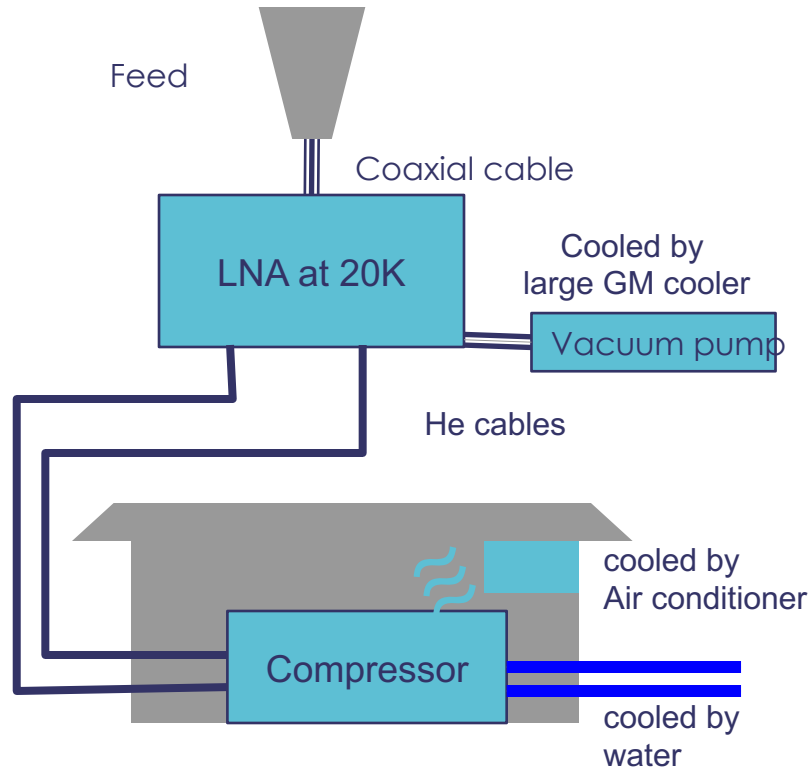 Feed
Coaxial cable
LNA at 20K
Cooled by
large GM cooler
Vacuum pump
He cables
cooled by
Air conditioner
Compressor
cooled by
water